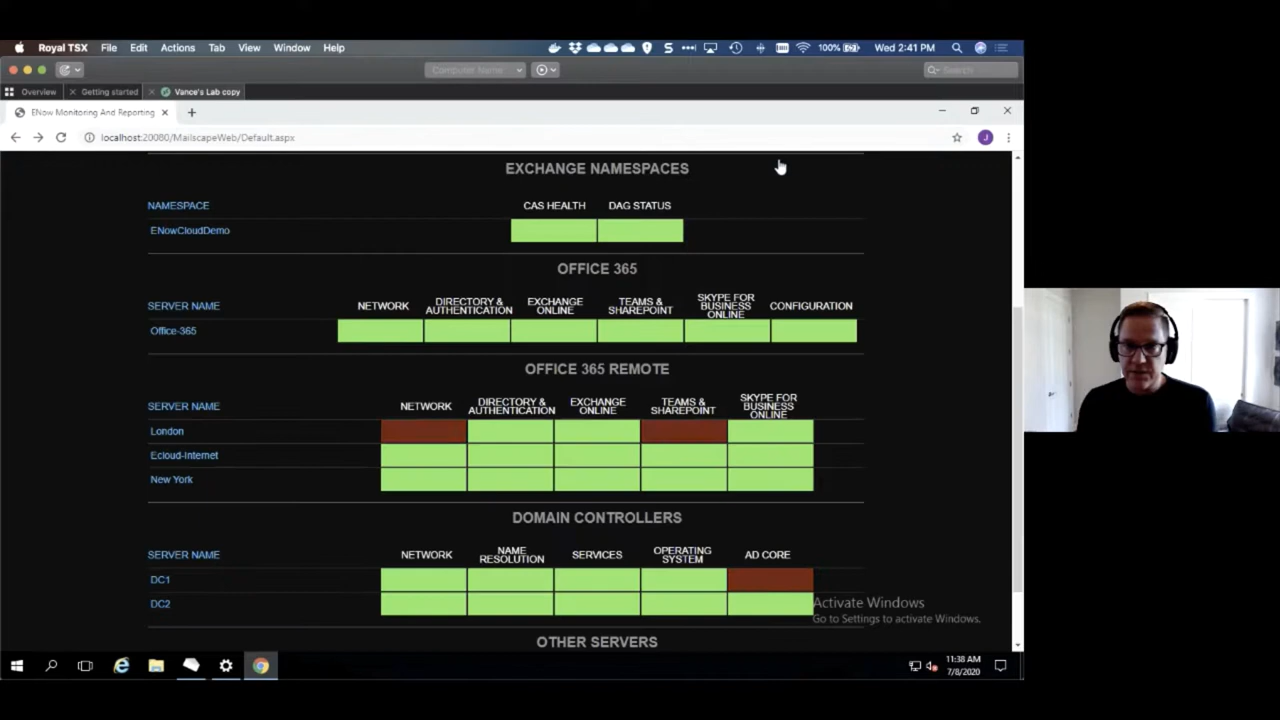 Royal TSX File Edit Actions Tab View Window Help 100% Wed 2:41 PM
Computer Name Search
Overview Getting started Vance's Lab copy
ENow Monitoring And Reporting
localhost:20080/MailscapeWeb/Default.aspx J
EXCHANGE NAMESPACES
NAMESPACE CAS HEALTH DAG STATUS
ENowCloudDemo
OFFICE 365
SERVER NAME NETWORK DIRECTORY & AUTHENTICATION EXCHANGE ONLINE TEAMS & SHAREPOINT SKYPE FOR BUSINESS ONLINE CONFIGURATION
Office-365
OFFICE 365 REMOTE
SERVER NAME NETWORK DIRECTORY & AUTHENTICATION EXCHANGE ONLINE TEAMS & SHAREPOINT SKYPE FOR BUSINESS ONLINE
London
Ecloud-Internet
New York
DOMAIN CONTROLLERS
SERVER NAME NETWORK NAME RESOLUTION SERVICES OPERATING SYSTEM AD CORE
DC1
DC2
Activate Windows
Go to Settings to activate Windows.
OTHER SERVERS
11:38 AM
7/8/2020